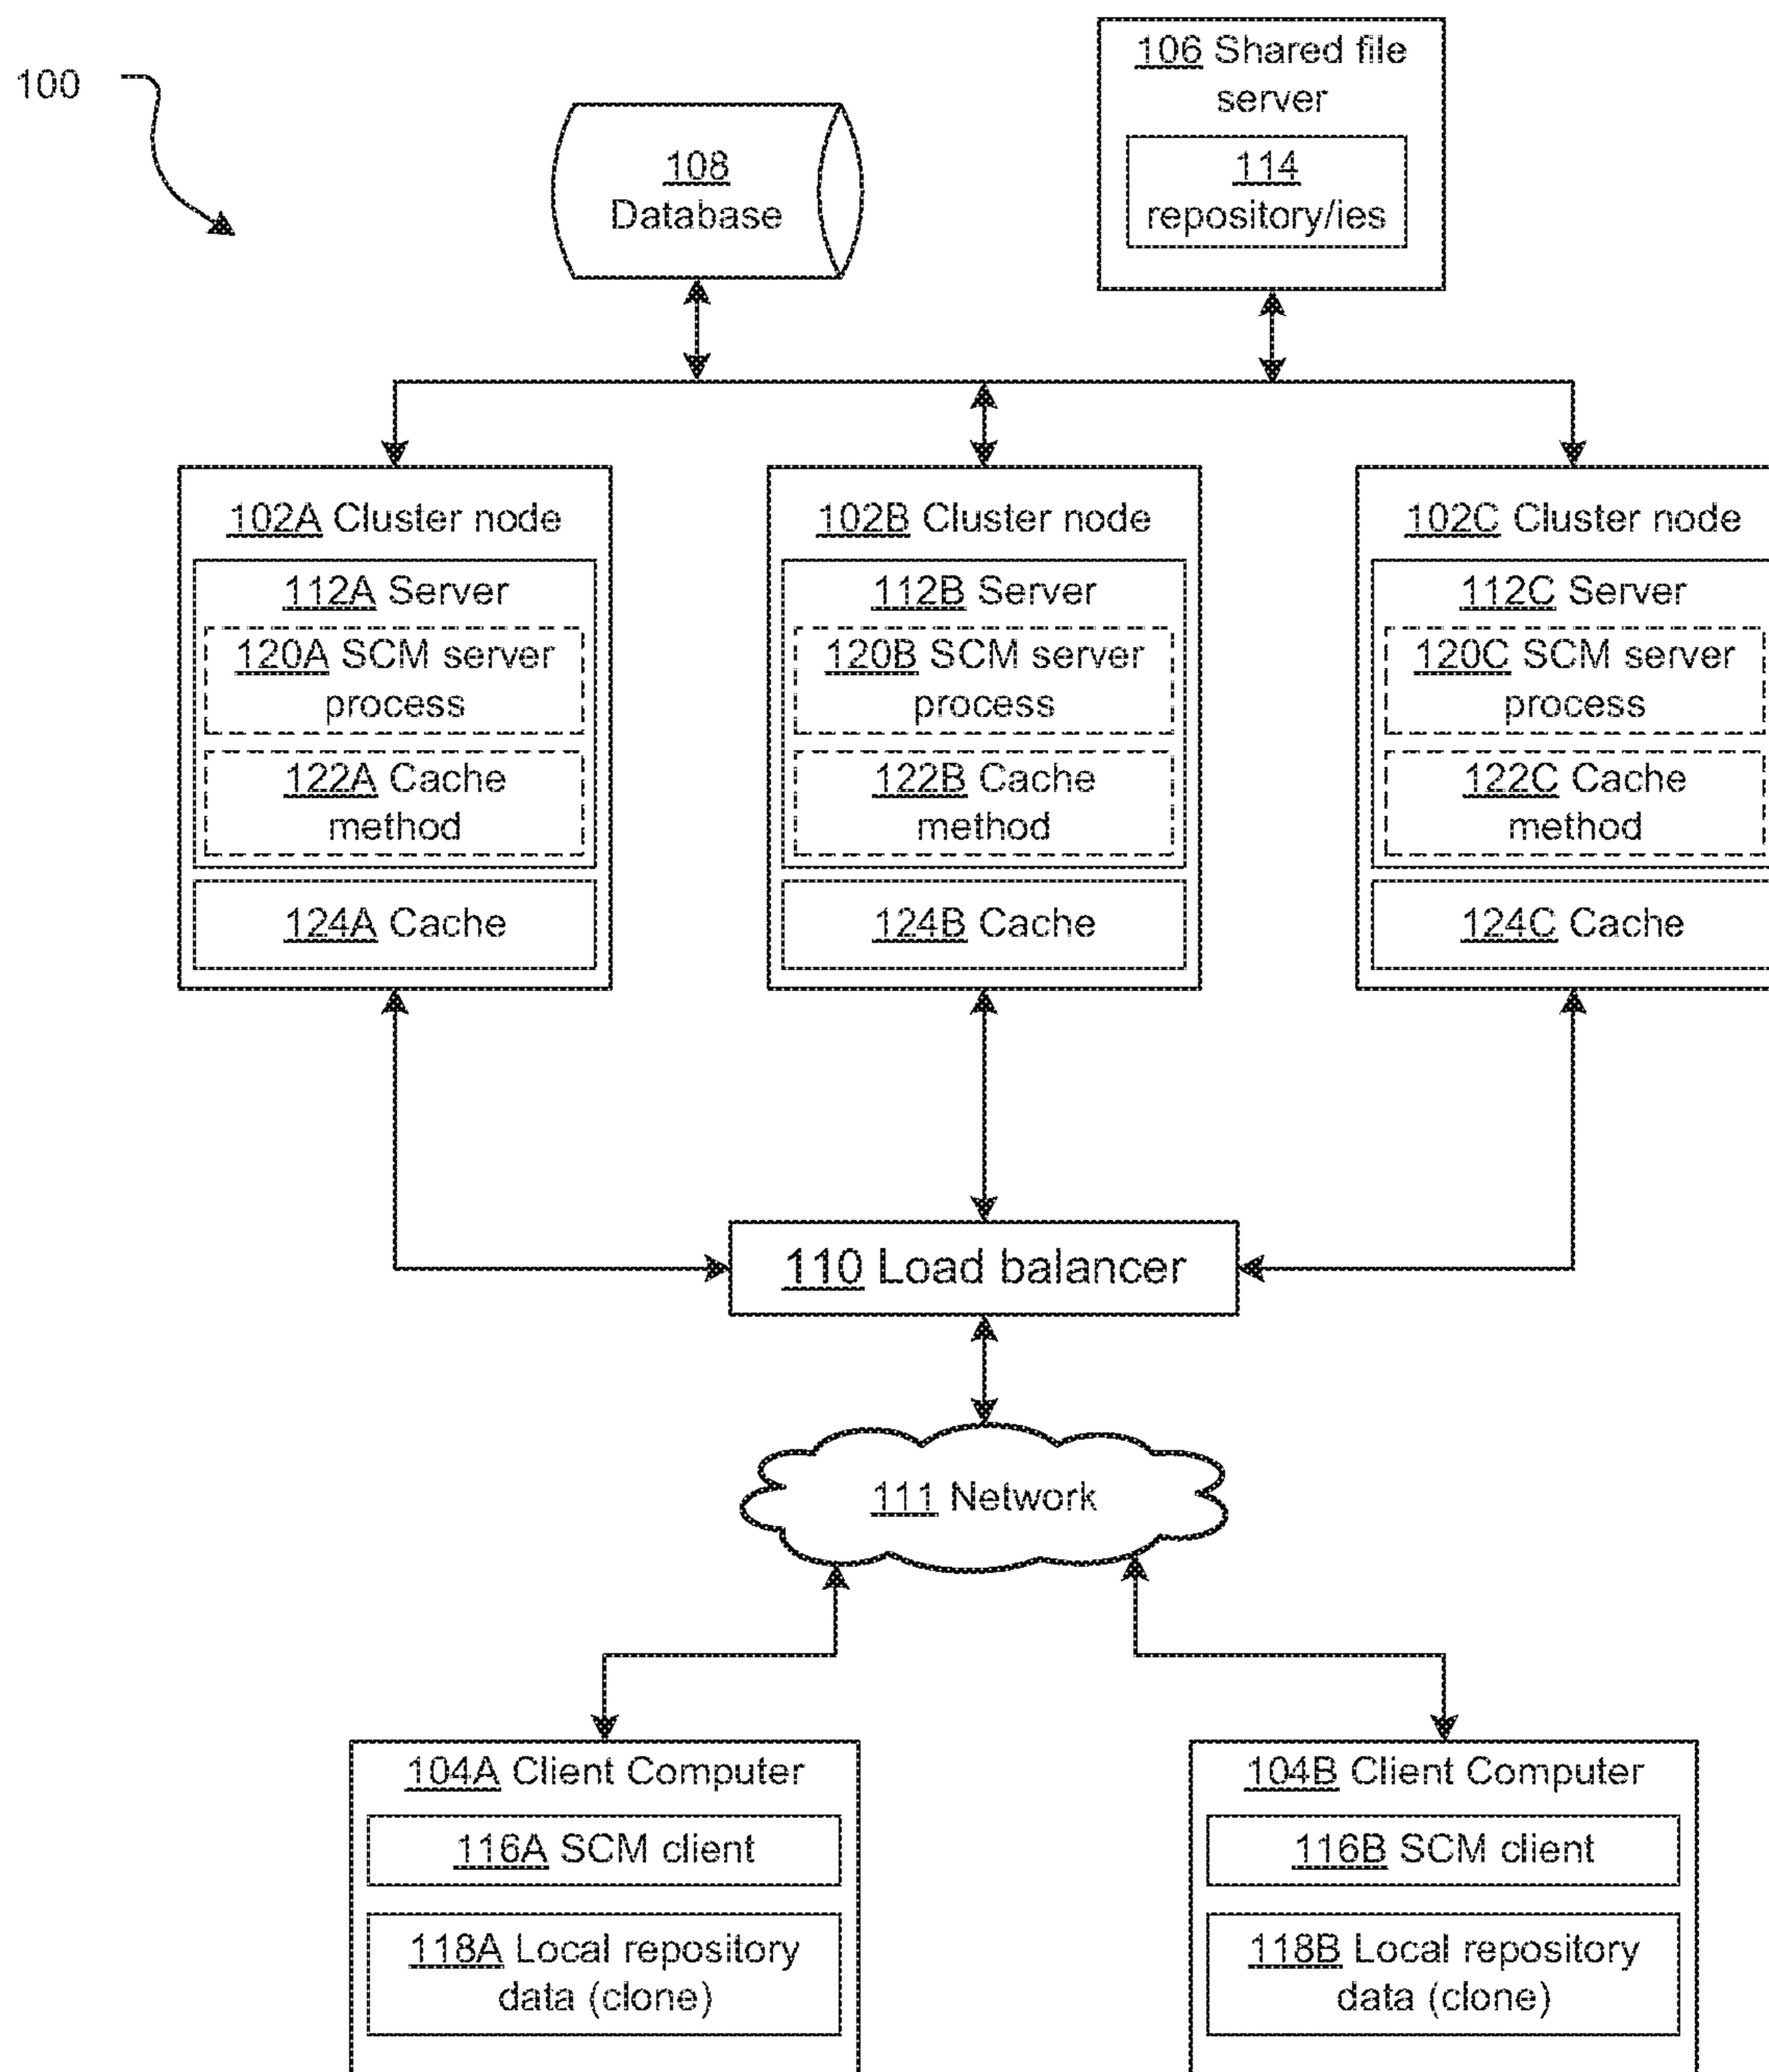 100
106 Shared file
server
114
repository/ies
108
Database
102A Cluster node
112A Server
120A SCM server
process
122A Cache
method
124A Cache
102B Cluster node
112B Server
120B SCM server
process
122B Cache
method
124B Cache
102C Cluster node
112C Server
120C SCM server
process
122C Cache
method
124C Cache
110 Load balancer
111 Network
104A Client Computer
116A SCM client
118A Local repository
data (clone)
104B Client Computer
116B SCM client
118B Local repository
data (clone)